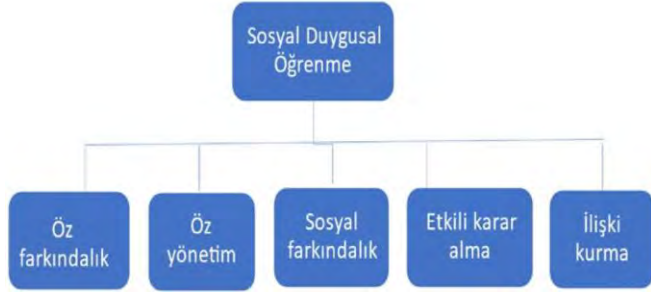 Sosyal Duygusal
Öğrenme
Öz
farkındalık
Öz
yönetim
Sosyal
farkındalık
Etkili karar
alma
İlişki
kurma